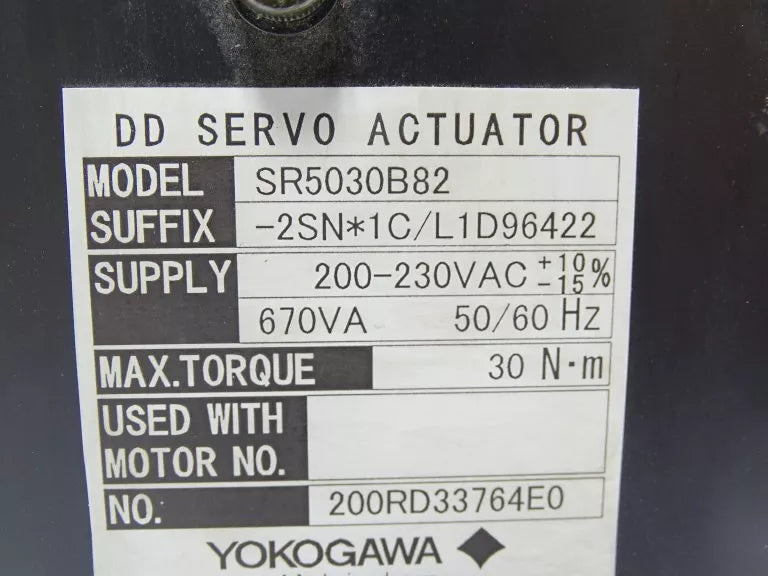 DD SERVO ACTUATOR
MODEL SR5030B82
SUFFIX -2SN*1C/L1D96422
SUPPLY 200-230VAC +10 -15 %
670VA 50/60 Hz
MAX.TORQUE 30 N·m
USED WITH
MOTOR NO.
NO. 200RD33764E0
YOKOGAWA